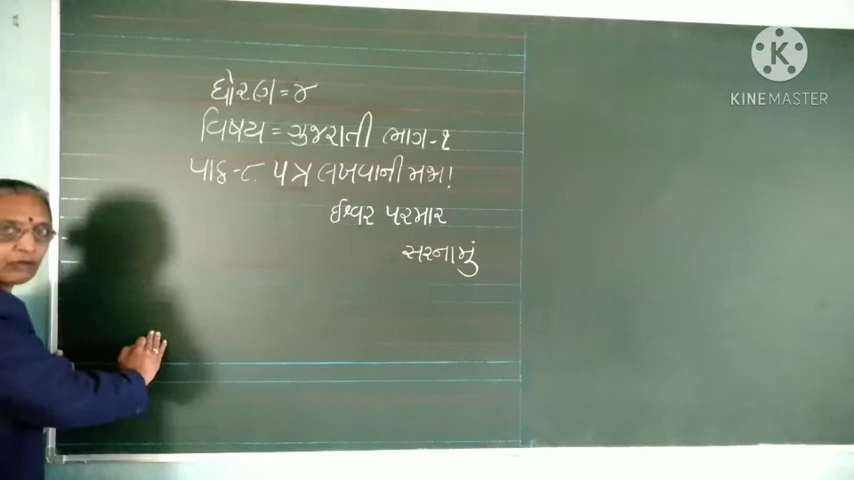 ધોરણ = ૪
વિષય = ગુજરાતી ભાગ-૧
પાઠ-૮. પત્ર લખવાની મજા!
ઈશ્વર પરમાર
સરનામું
K
KINEMASTER